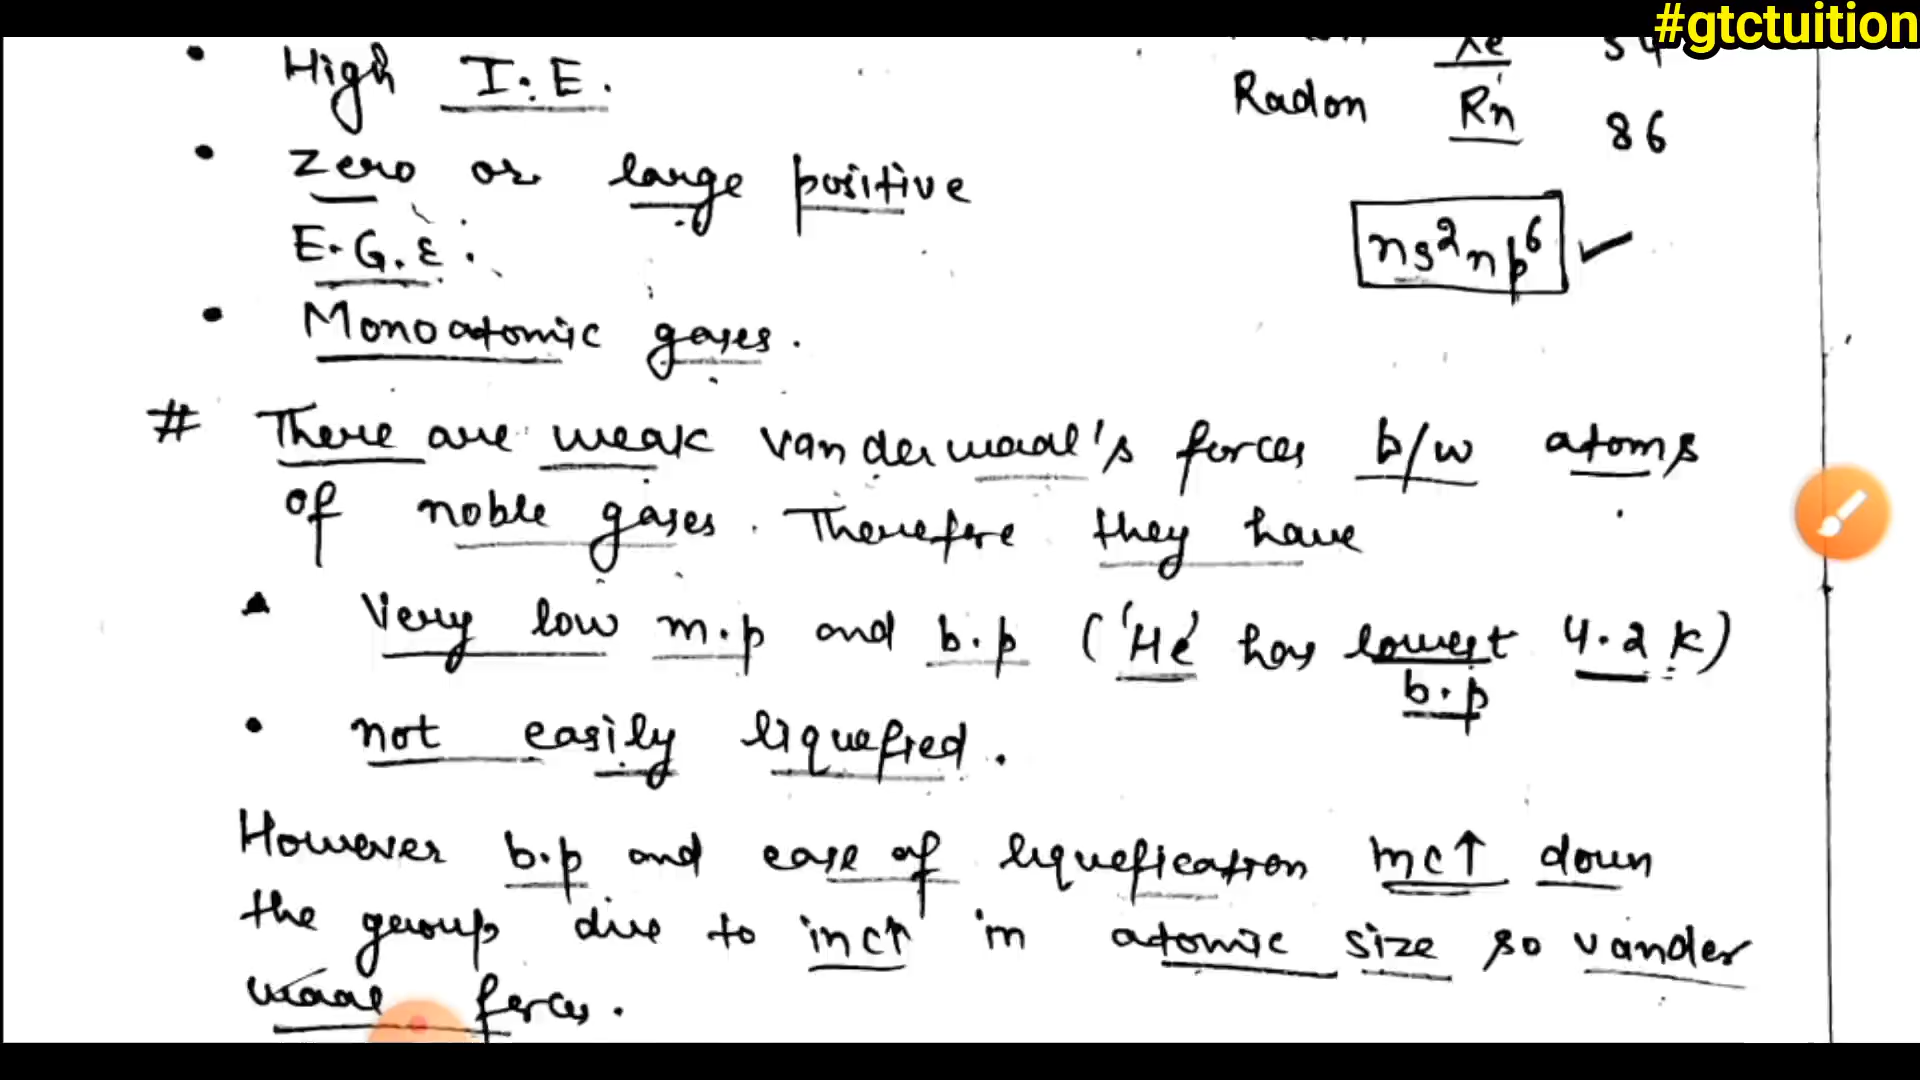 #gtctuition
• High I.E.
Xe 54
Radon Rn 86
• Zero or large positive
E.G.E.
ns²np⁶ ✓
• Monoatomic gases.
# There are weak vanderwaal's forces b/w atoms
of noble gases. Therefore they have
▲ Very low m.p and b.p ('He' has lowest 4.2 K)
b.p
• not easily liquefied.
However b.p and ease of liquefication inc↑ down
the group due to inc↑ in atomic size so vander
waal forces.